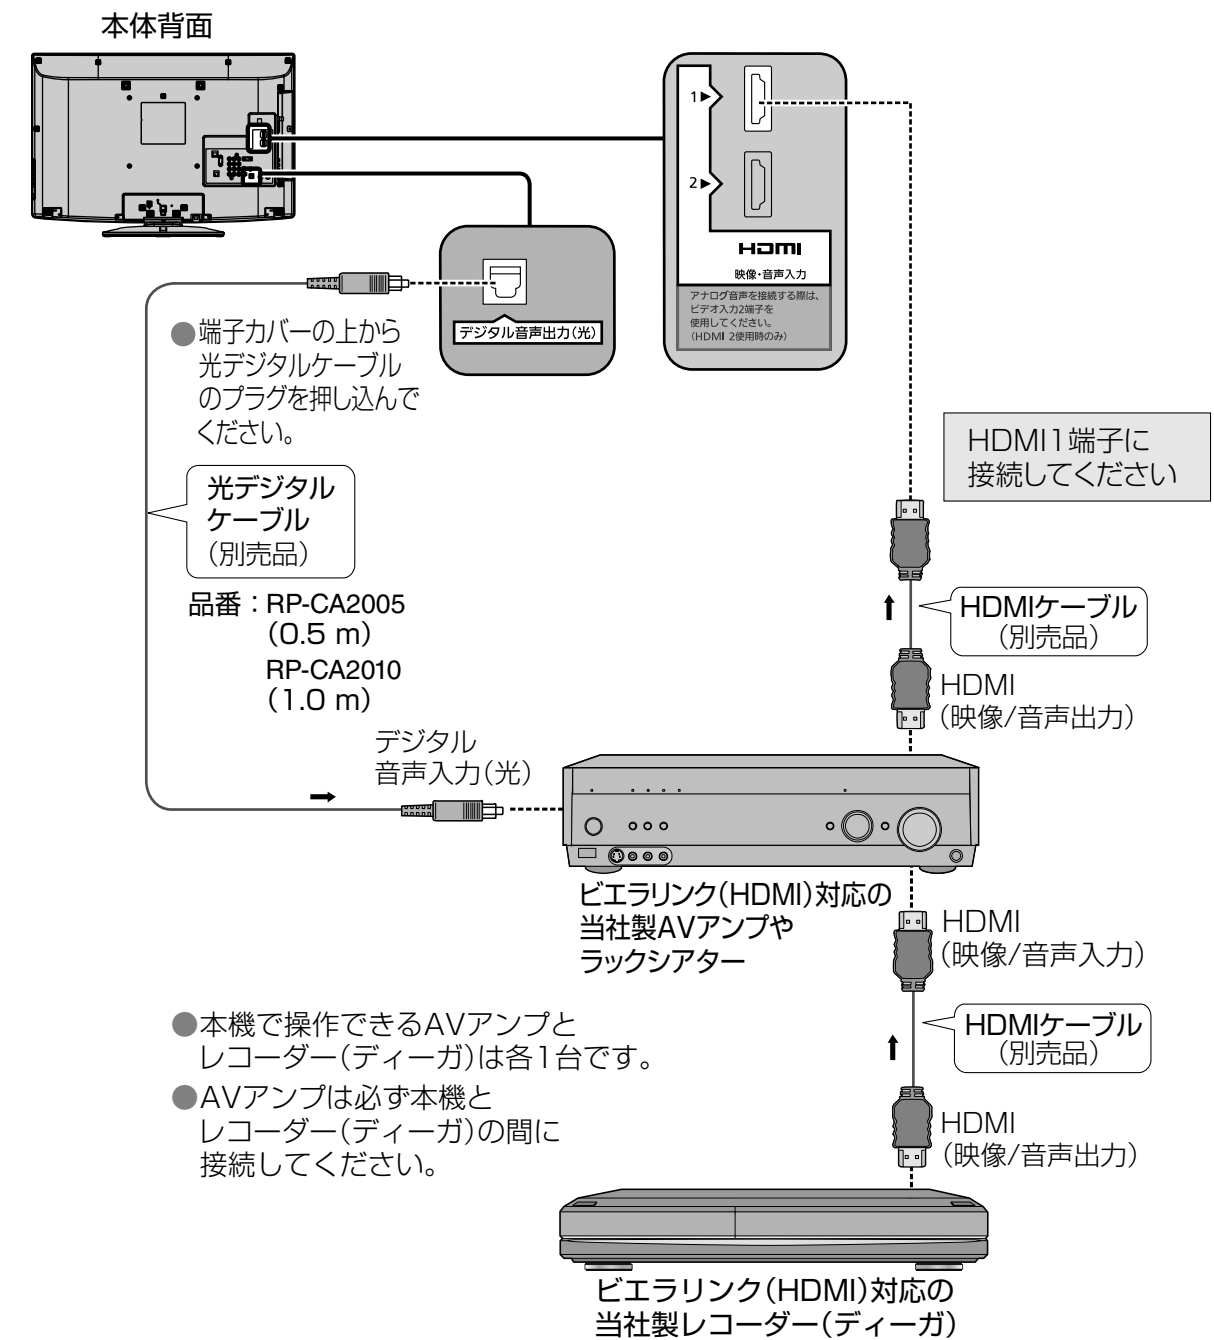 本体背面
1▶
2▶
HDMI
映像・音声入力
アナログ音声を接続する際は、
ビデオ入力2端子を
使用してください。
(HDMI 2使用時のみ)
デジタル音声出力(光)
●端子カバーの上から
光デジタルケーブル
のプラグを押し込んで
ください。
HDMI1端子に
接続してください
光デジタル
ケーブル
(別売品)
品番：RP-CA2005
(0.5 m)
RP-CA2010
(1.0 m)
HDMIケーブル
(別売品)
HDMI
(映像/音声出力)
デジタル
音声入力(光)
ビエラリンク(HDMI)対応の
当社製AVアンプや
ラックシアター
HDMI
(映像/音声入力)
●本機で操作できるAVアンプと
レコーダー(ディーガ)は各1台です。
●AVアンプは必ず本機と
レコーダー(ディーガ)の間に
接続してください。
HDMIケーブル
(別売品)
HDMI
(映像/音声出力)
ビエラリンク(HDMI)対応の
当社製レコーダー(ディーガ)